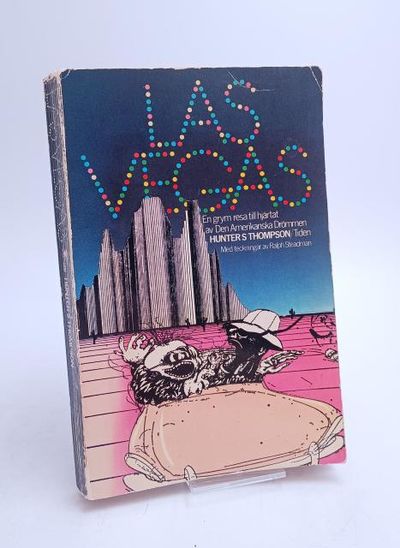 LAS
VEGAS
En grym resa till hjärtat
av Den Amerikanska Drömmen
HUNTER S THOMPSON/Tiden
Med teckningar av Ralph Steadman